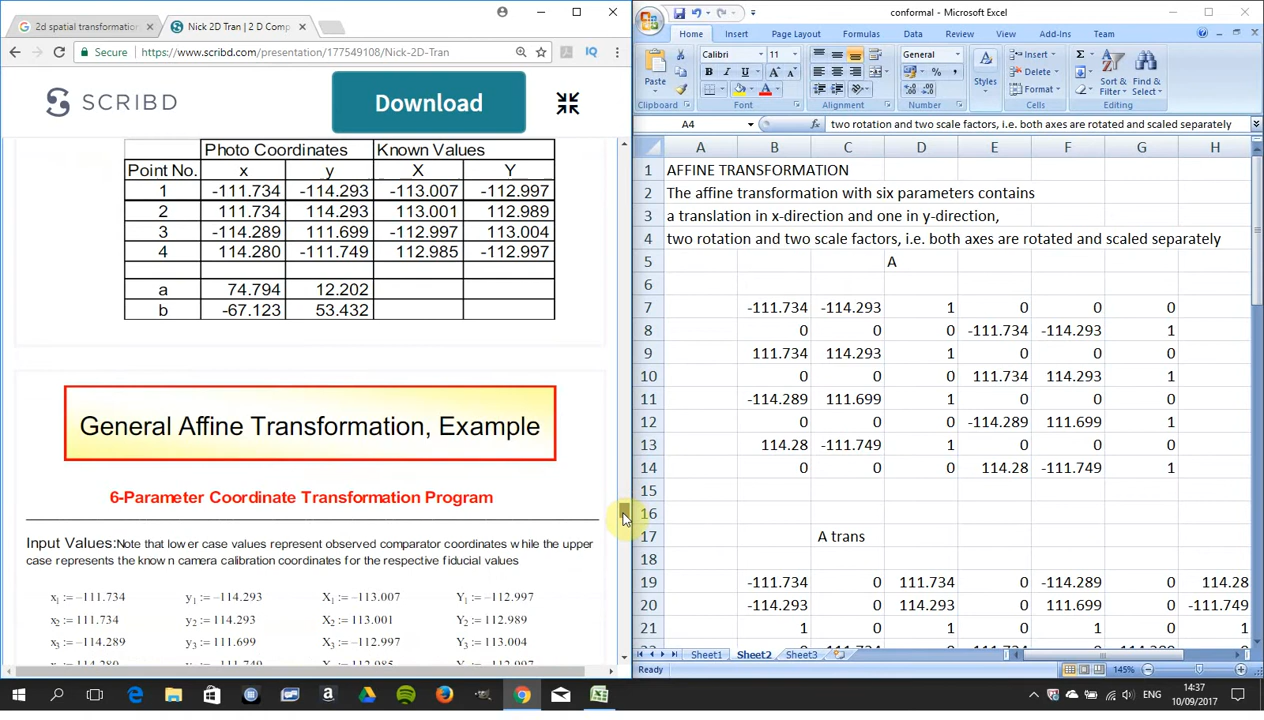 2d spatial transformation
Nick 2D Tran | 2 D Comp
Secure
https://www.scribd.com/presentation/177549108/Nick-2D-Tran
IQ
SCRIBD
Download
Photo Coordinates Known Values
Point No. x y X Y
1 -111.734 -114.293 -113.007 -112.997
2 111.734 114.293 113.001 112.989
3 -114.289 111.699 -112.997 113.004
4 114.280 -111.749 112.985 -112.997
a 74.794 12.202
b -67.123 53.432
General Affine Transformation, Example
6-Parameter Coordinate Transformation Program
Input Values:Note that low er case values represent observed comparator coordinates w hile the upper
case represents the know n camera calibration coordinates for the respective fiducial values
x1 := −111.734 y1 := −114.293 X1 := −113.007 Y1 := −112.997
x2 := 111.734 y2 := 114.293 X2 := 113.001 Y2 := 112.989
x3 := −114.289 y3 := 111.699 X3 := −112.997 Y3 := 113.004
conformal - Microsoft Excel
Home Insert Page Layout Formulas Data Review View Add-Ins Team
Paste
Calibri 11
B I U
General
Styles
Insert
Delete
Format
Sort & Filter
Find & Select
Clipboard Font Alignment Number Cells Editing
A4 fx two rotation and two scale factors, i.e. both axes are rotated and scaled separately
A B C D E F G H
1 AFFINE TRANSFORMATION
2 The affine transformation with six parameters contains
3 a translation in x-direction and one in y-direction,
4 two rotation and two scale factors, i.e. both axes are rotated and scaled separately
5 A
6
7 -111.734 -114.293 1 0 0 0
8 0 0 0 -111.734 -114.293 1
9 111.734 114.293 1 0 0 0
10 0 0 0 111.734 114.293 1
11 -114.289 111.699 1 0 0 0
12 0 0 0 -114.289 111.699 1
13 114.28 -111.749 1 0 0 0
14 0 0 0 114.28 -111.749 1
15
16
17 A trans
18
19 -111.734 0 111.734 0 -114.289 0 114.28
20 -114.293 0 114.293 0 111.699 0 -111.749
21 1 0 1 0 1 0 1
Sheet1 Sheet2 Sheet3
Ready
145%
ENG
14:37
10/09/2017